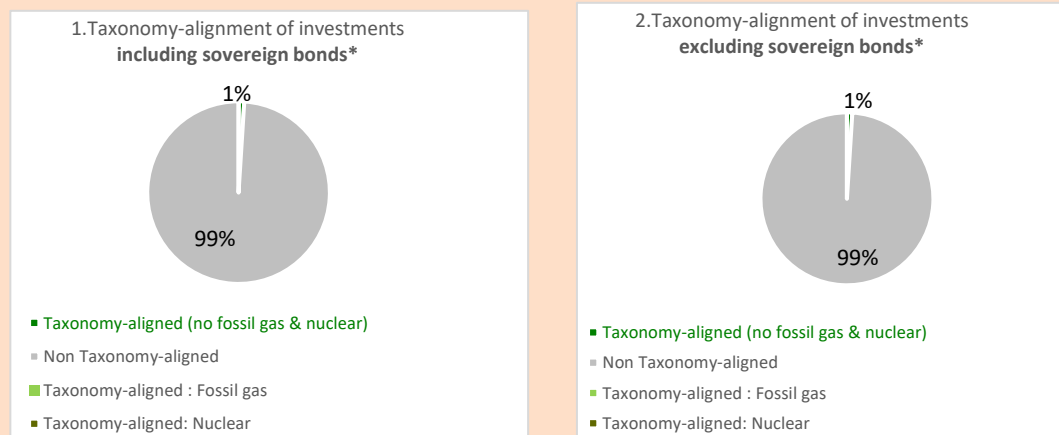 1.Taxonomy-alignment of investments
including sovereign bonds*
1%
99%
Taxonomy-aligned (no fossil gas & nuclear)
Non Taxonomy-aligned
Taxonomy-aligned : Fossil gas
Taxonomy-aligned: Nuclear
2.Taxonomy-alignment of investments
excluding sovereign bonds*
1%
99%
Taxonomy-aligned (no fossil gas & nuclear)
Non Taxonomy-aligned
Taxonomy-aligned : Fossil gas
Taxonomy-aligned: Nuclear